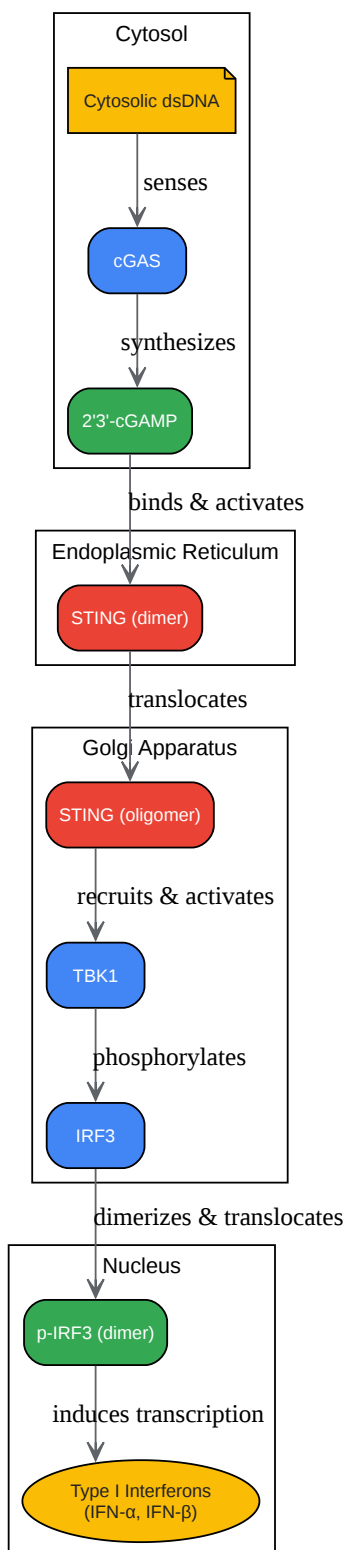 Cytosol
Cytosolic dsDNA
senses
cGAS
synthesizes
2'3'-cGAMP
binds & activates
Endoplasmic Reticulum
STING (dimer)
translocates
Golgi Apparatus
STING (oligomer)
recruits & activates
TBK1
phosphorylates
IRF3
dimerizes & translocates
Nucleus
p-IRF3 (dimer)
induces transcription
Type I Interferons
(IFN-α, IFN-β)